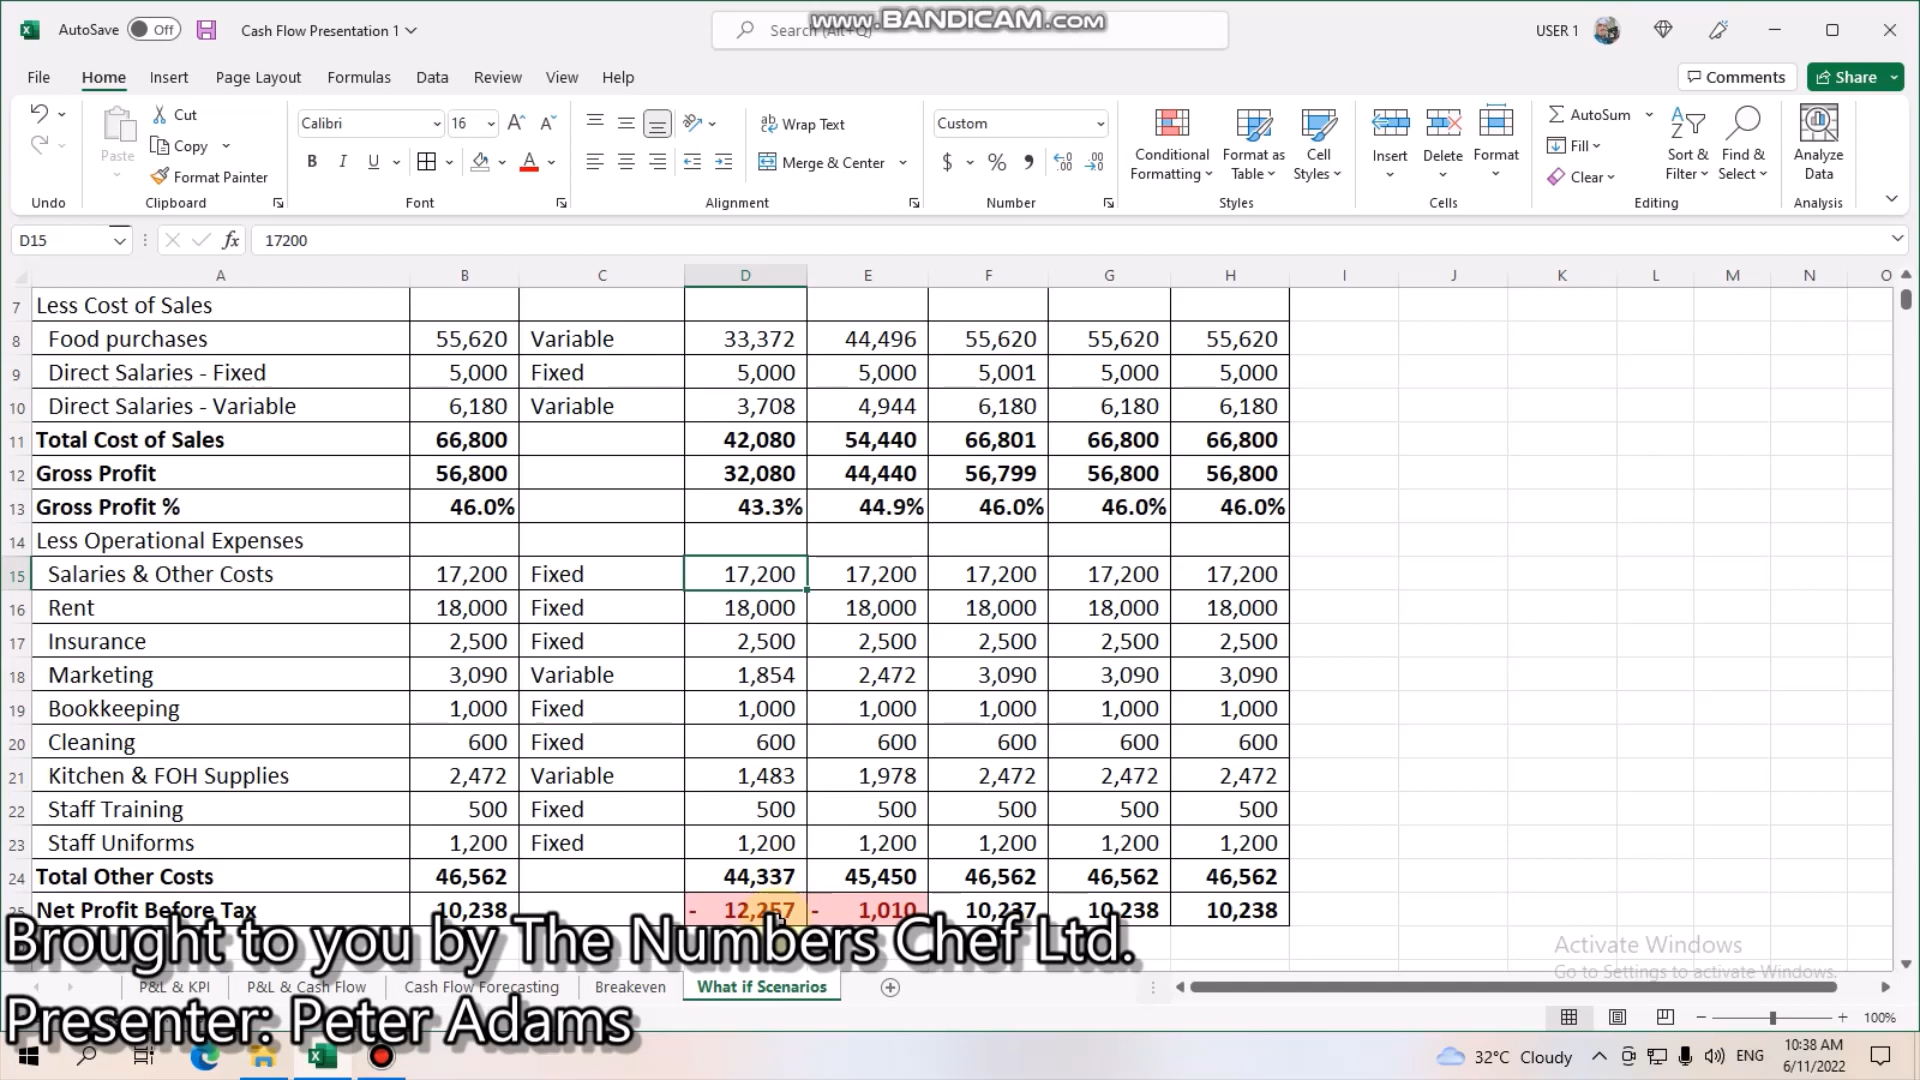 AutoSave Off Cash Flow Presentation 1 Search (Alt+Q) USER 1
www.BANDICAM.com
File Home Insert Page Layout Formulas Data Review View Help Comments Share
Cut Calibri 16 Wrap Text Custom AutoSum
Paste Copy B I U Merge & Center $ % Conditional Formatting Format as Table Cell Styles Insert Delete Format Fill Sort & Filter Find & Select Analyze Data
Format Painter Clear
Undo Clipboard Font Alignment Number Styles Cells Editing Analysis
D15 fx 17200
A B C D E F G H I J K L M N O
7 Less Cost of Sales
8 Food purchases 55,620 Variable 33,372 44,496 55,620 55,620 55,620
9 Direct Salaries - Fixed 5,000 Fixed 5,000 5,000 5,001 5,000 5,000
10 Direct Salaries - Variable 6,180 Variable 3,708 4,944 6,180 6,180 6,180
11 Total Cost of Sales 66,800 42,080 54,440 66,801 66,800 66,800
12 Gross Profit 56,800 32,080 44,440 56,799 56,800 56,800
13 Gross Profit % 46.0% 43.3% 44.9% 46.0% 46.0% 46.0%
14 Less Operational Expenses
15 Salaries & Other Costs 17,200 Fixed 17,200 17,200 17,200 17,200 17,200
16 Rent 18,000 Fixed 18,000 18,000 18,000 18,000 18,000
17 Insurance 2,500 Fixed 2,500 2,500 2,500 2,500 2,500
18 Marketing 3,090 Variable 1,854 2,472 3,090 3,090 3,090
19 Bookkeeping 1,000 Fixed 1,000 1,000 1,000 1,000 1,000
20 Cleaning 600 Fixed 600 600 600 600 600
21 Kitchen & FOH Supplies 2,472 Variable 1,483 1,978 2,472 2,472 2,472
22 Staff Training 500 Fixed 500 500 500 500 500
23 Staff Uniforms 1,200 Fixed 1,200 1,200 1,200 1,200 1,200
24 Total Other Costs 46,562 44,337 45,450 46,562 46,562 46,562
25 Net Profit Before Tax 10,238 - 12,257 - 1,010 10,237 10,238 10,238
Brought to you by The Numbers Chef Ltd.
Activate Windows
Go to Settings to activate Windows.
P&L & KPI P&L & Cash Flow Cash Flow Forecasting Breakeven What if Scenarios
Presenter: Peter Adams
100%
32°C Cloudy ENG 10:38 AM
6/11/2022